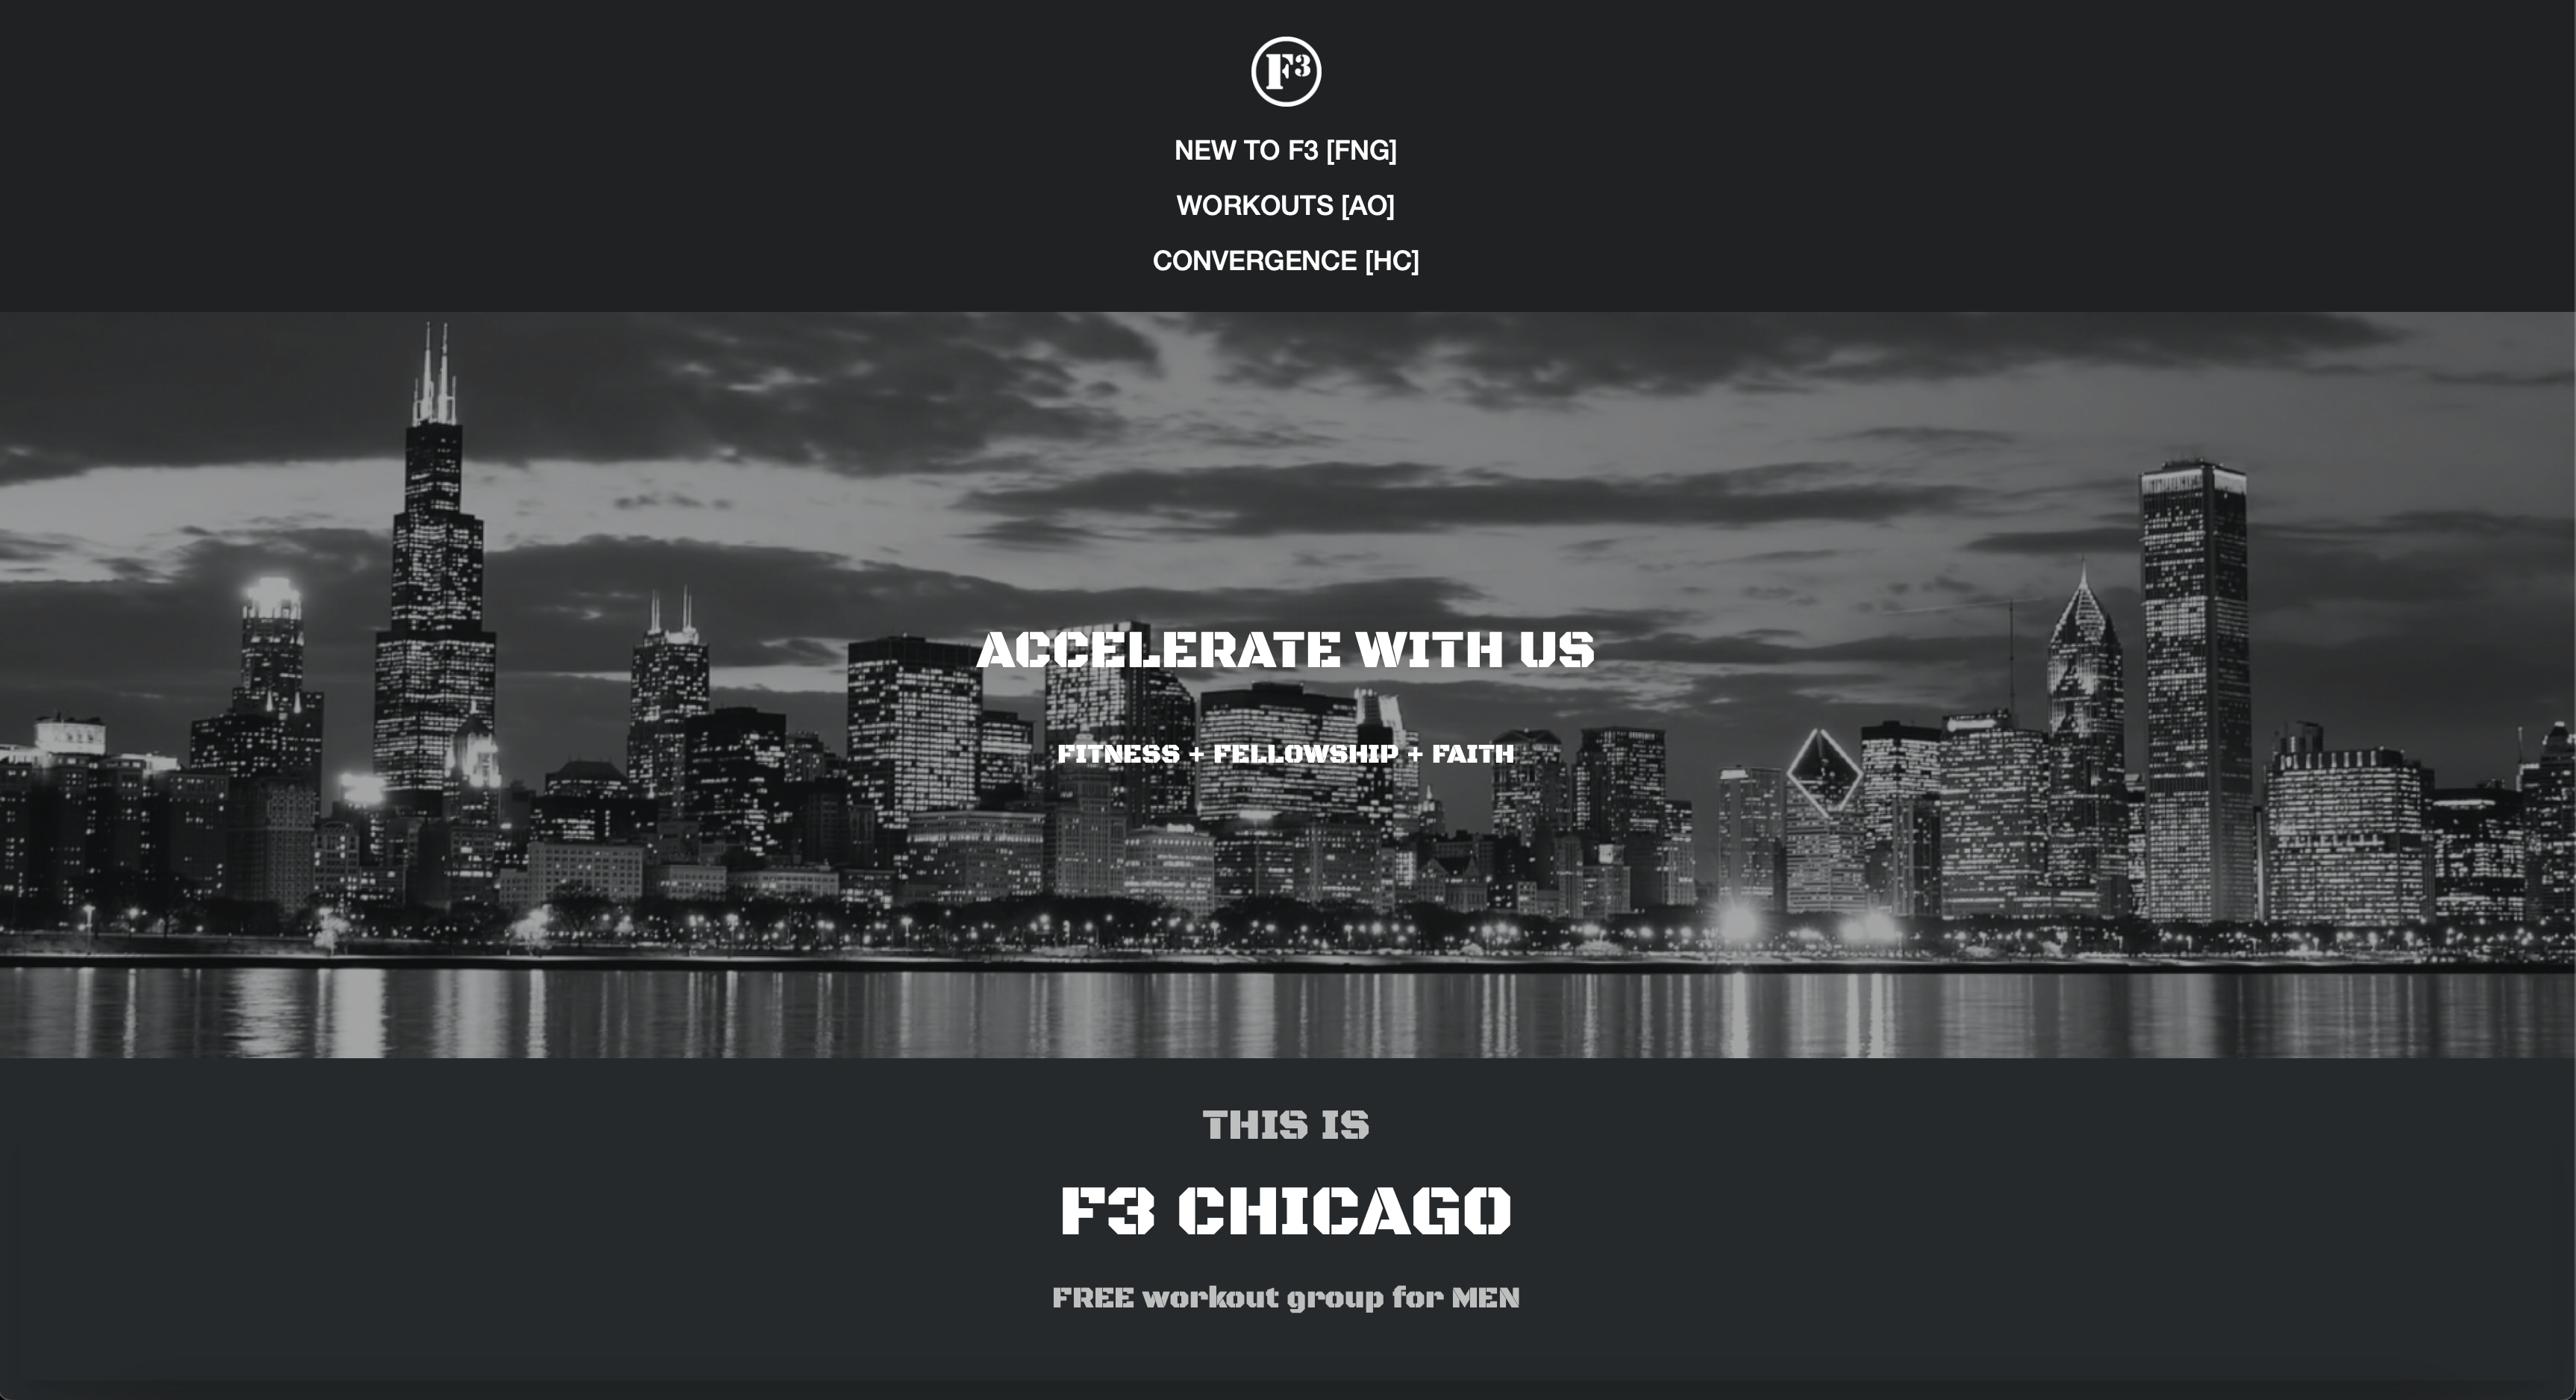 F3
NEW TO F3 [FNG]
WORKOUTS [AO]
CONVERGENCE [HC]
ACCELERATE WITH US
FITNESS + FELLOWSHIP + FAITH
THIS IS
F3 CHICAGO
FREE workout group for MEN